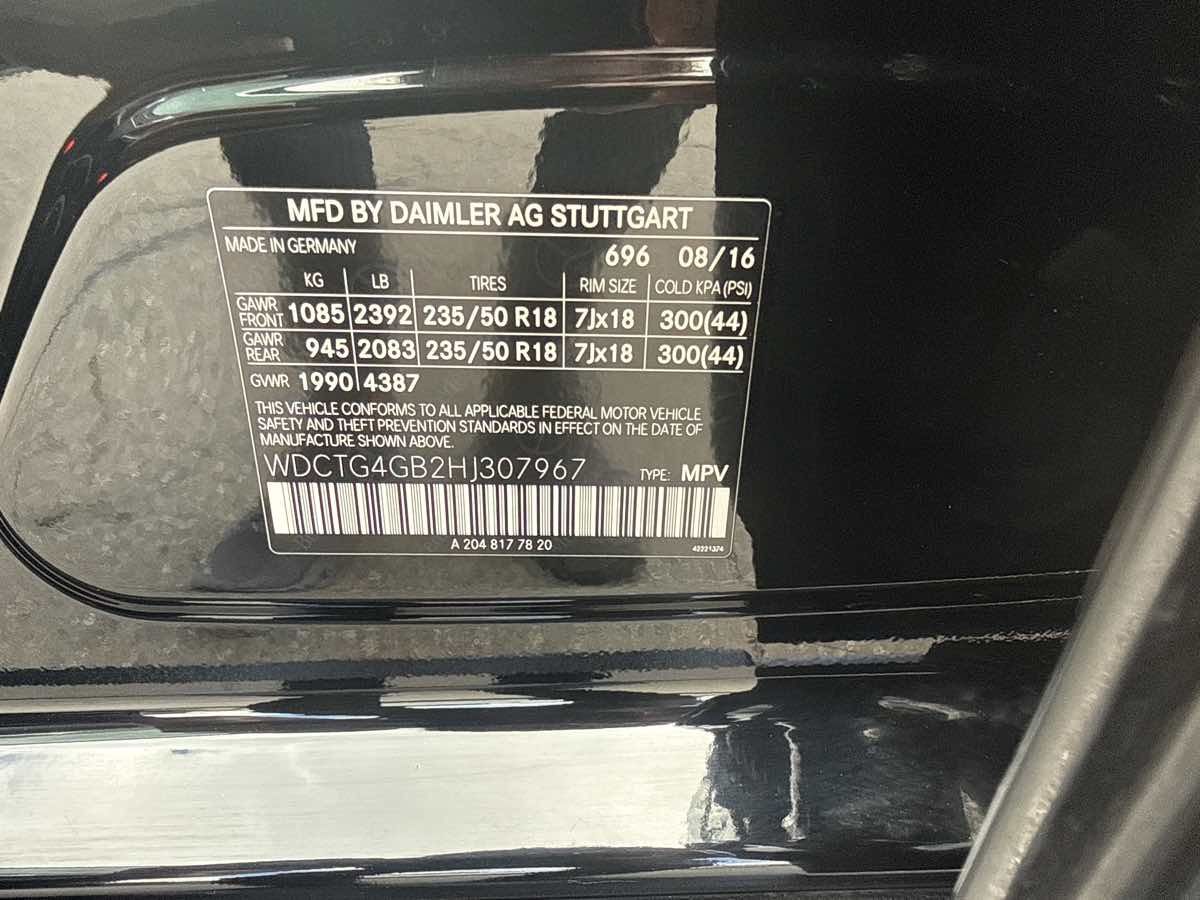 MFD BY DAIMLER AG STUTTGART
MADE IN GERMANY 696 08/16
KG LB TIRES RIM SIZE COLD KPA (PSI)
GAWR FRONT 1085 2392 235/50 R18 7Jx18 300(44)
GAWR REAR 945 2083 235/50 R18 7Jx18 300(44)
GVWR 1990 4387
THIS VEHICLE CONFORMS TO ALL APPLICABLE FEDERAL MOTOR VEHICLE
SAFETY AND THEFT PREVENTION STANDARDS IN EFFECT ON THE DATE OF
MANUFACTURE SHOWN ABOVE.
WDCTG4GB2HJ307967 TYPE: MPV
A 204 817 78 20 42221374